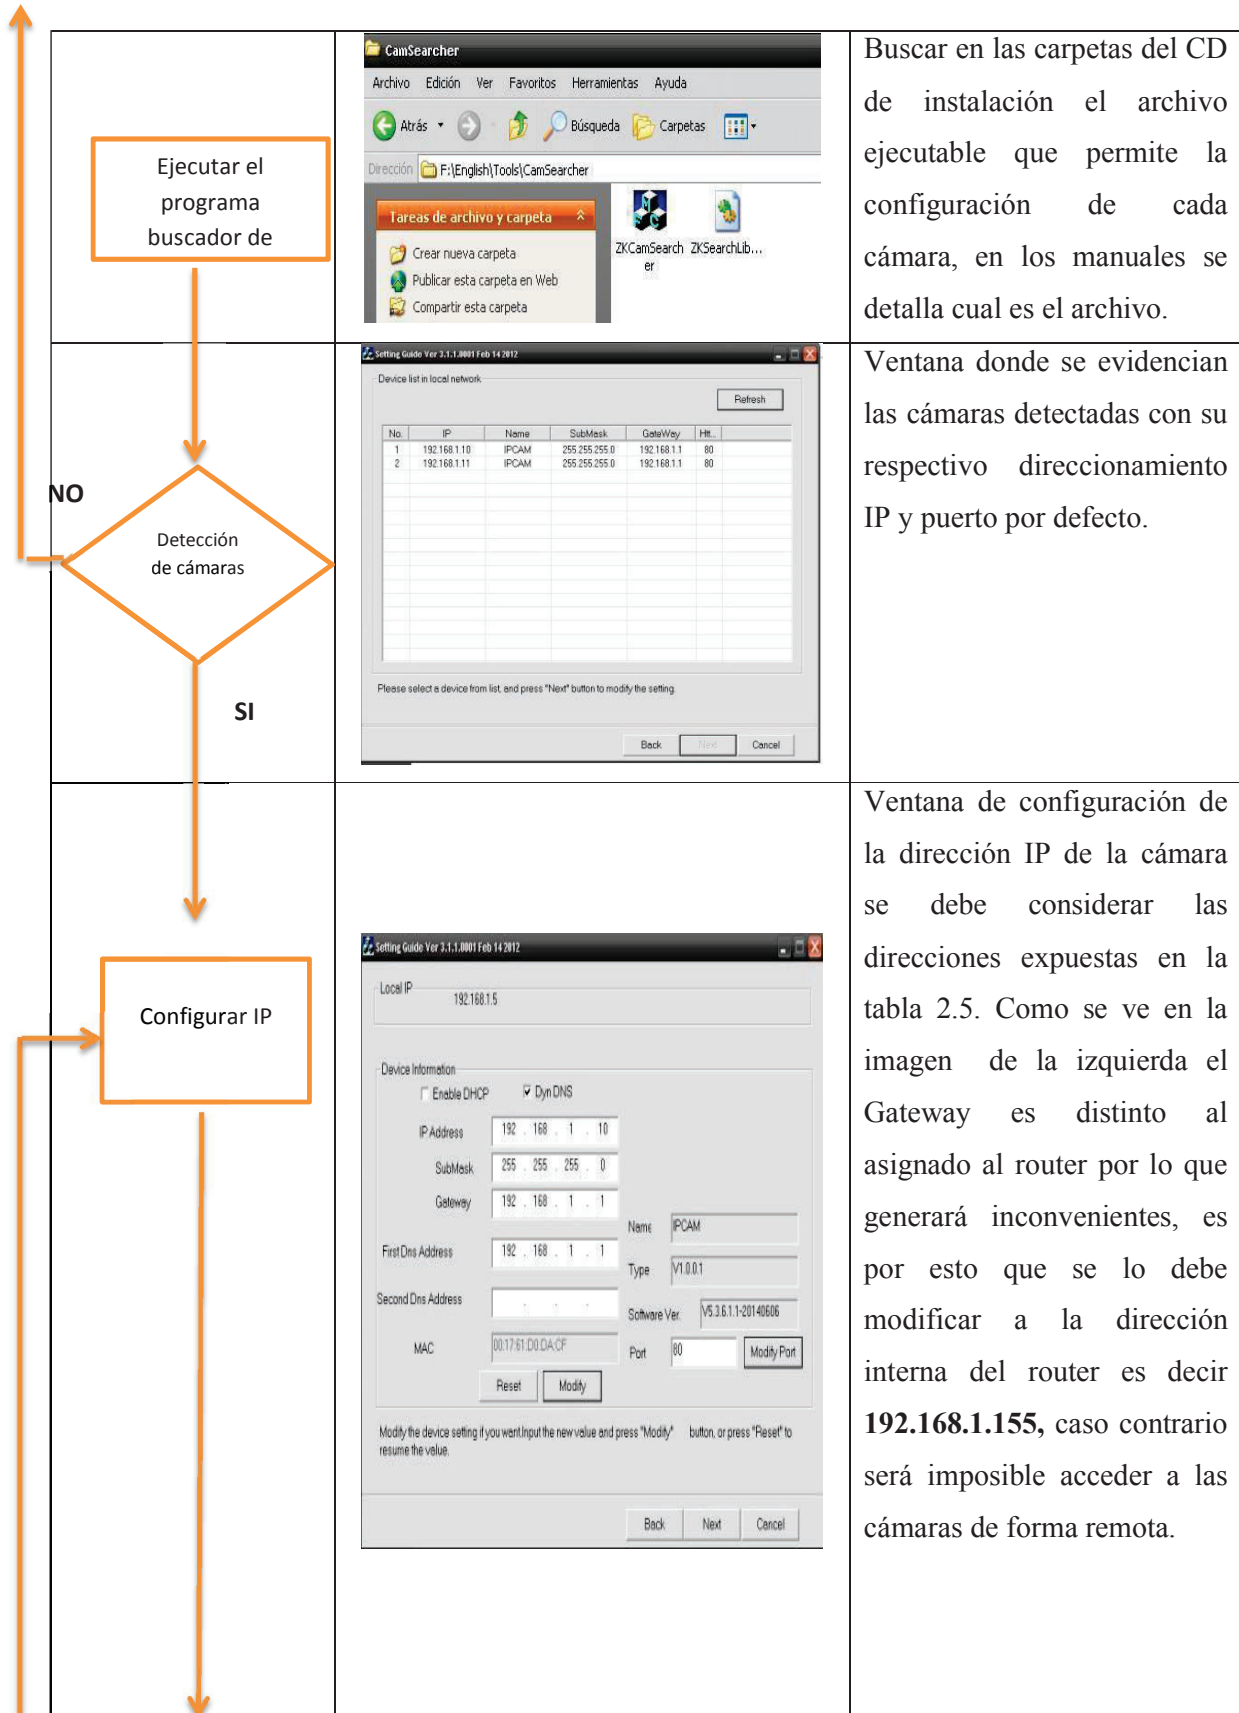 Ejecutar el
programa
buscador de
CamSearcher
Archivo Edición Ver Favoritos Herramientas Ayuda
Atrás Búsqueda Carpetas
Dirección F:\English\Tools\CamSearcher
Tareas de archivo y carpeta
Crear nueva carpeta
Publicar esta carpeta en Web
Compartir esta carpeta
ZKCamSearch ZKSearchLib...
er
Buscar en las carpetas del CD
de instalación el archivo
ejecutable que permite la
configuración de cada
cámara, en los manuales se
detalla cual es el archivo.
NO
Detección
de cámaras
SI
Setting Guide Ver 3.1.1.0001 Feb 14 2012
Device list in local network
Refresh
No. IP Name SubMask GateWay Htt...
1 192.168.1.10 IPCAM 255.255.255.0 192.168.1.1 80
2 192.168.1.11 IPCAM 255.255.255.0 192.168.1.1 80
Please select a device from list, and press "Next" button to modify the setting.
Back Next Cancel
Ventana donde se evidencian
las cámaras detectadas con su
respectivo direccionamiento
IP y puerto por defecto.
Configurar IP
Setting Guide Ver 3.1.1.0001 Feb 14 2012
Local IP
192.168.1.5
Device Information
Enable DHCP Dyn DNS
IP Address 192 . 168 . 1 . 10
SubMask 255 . 255 . 255 . 0
Gateway 192 . 168 . 1 . 1
Name IPCAM
First Dns Address 192 . 168 . 1 . 1
Type V1.0.0.1
Second Dns Address . . .
Software Ver. V5.3.6.1.1-20140606
MAC 00:17:61:D0:DA:CF
Port 80 Modify Port
Reset Modify
Modify the device setting if you want.Input the new value and press "Modify" button, or press "Reset" to
resume the value.
Back Next Cancel
Ventana de configuración de
la dirección IP de la cámara
se debe considerar las
direcciones expuestas en la
tabla 2.5. Como se ve en la
imagen de la izquierda el
Gateway es distinto al
asignado al router por lo que
generará inconvenientes, es
por esto que se lo debe
modificar a la dirección
interna del router es decir
192.168.1.155, caso contrario
será imposible acceder a las
cámaras de forma remota.